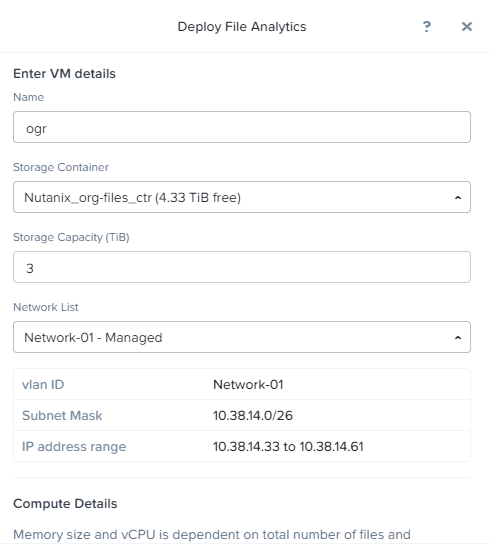 Deploy File Analytics ? ×
Enter VM details
Name
ogr
Storage Container
Nutanix_org-files_ctr (4.33 TiB free)
Storage Capacity (TiB)
3
Network List
Network-01 - Managed
vlan ID Network-01
Subnet Mask 10.38.14.0/26
IP address range 10.38.14.33 to 10.38.14.61
Compute Details
Memory size and vCPU is dependent on total number of files and